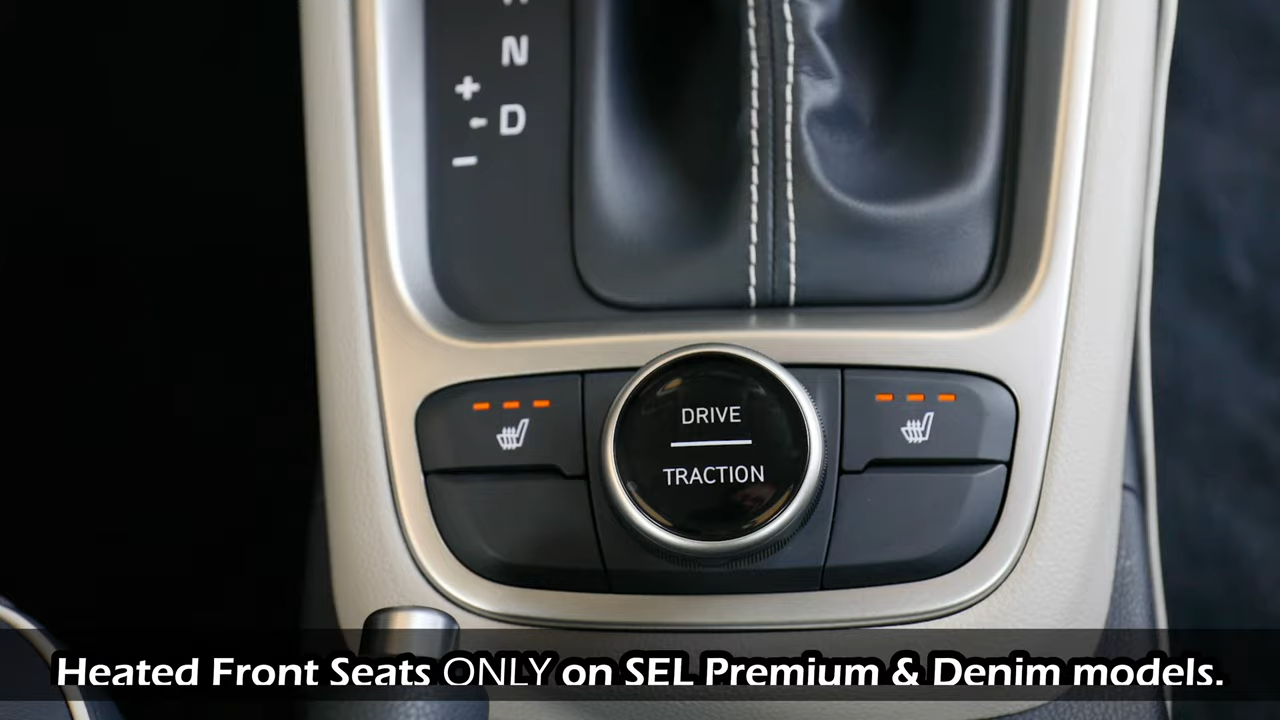 N
+
D
-
DRIVE
TRACTION
Heated Front Seats ONLY on SEL Premium & Denim models.